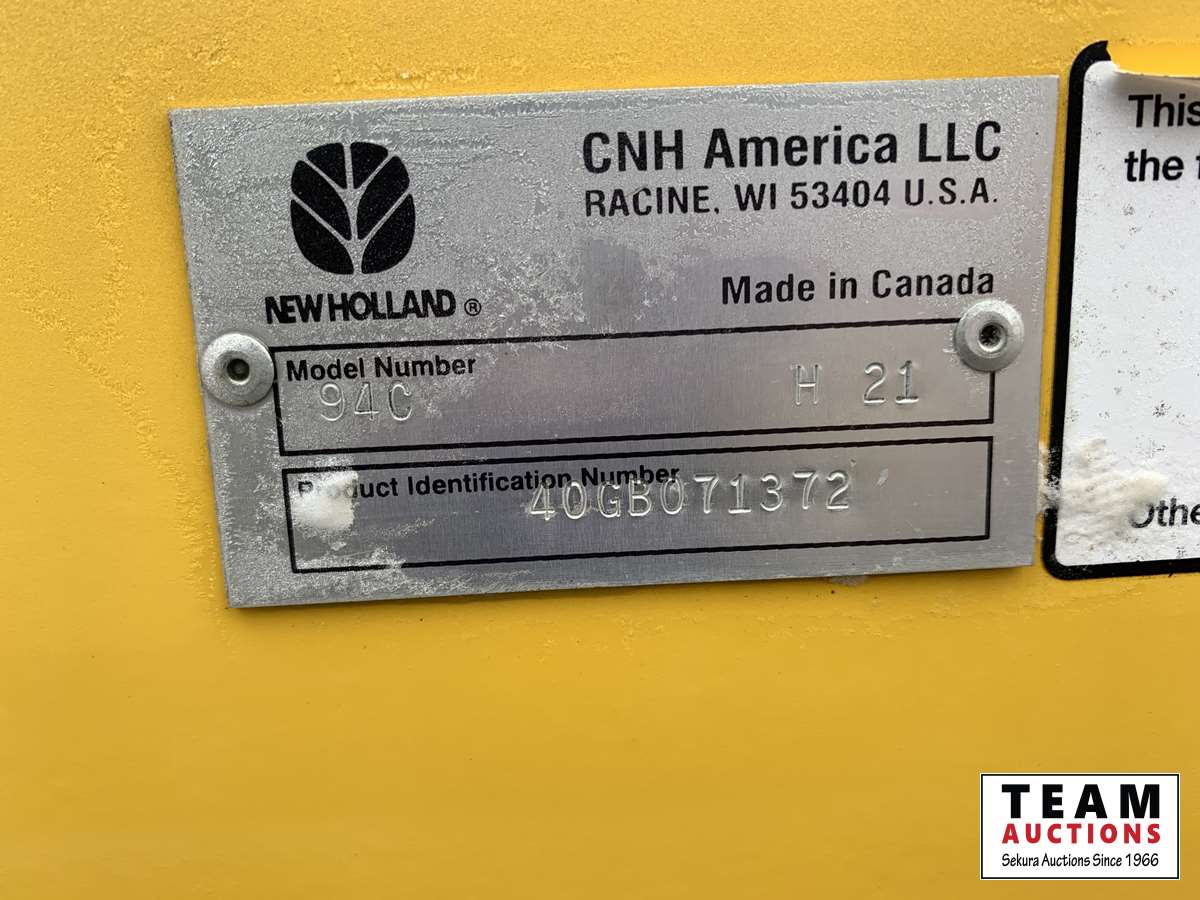 CNH America LLC
RACINE, WI 53404 U.S.A.
NEW HOLLAND ®
Made in Canada
Model Number
94C H 21
Product Identification Number
40GB071372
This
the
Othe
TEAM
AUCTIONS
Sekura Auctions Since 1966